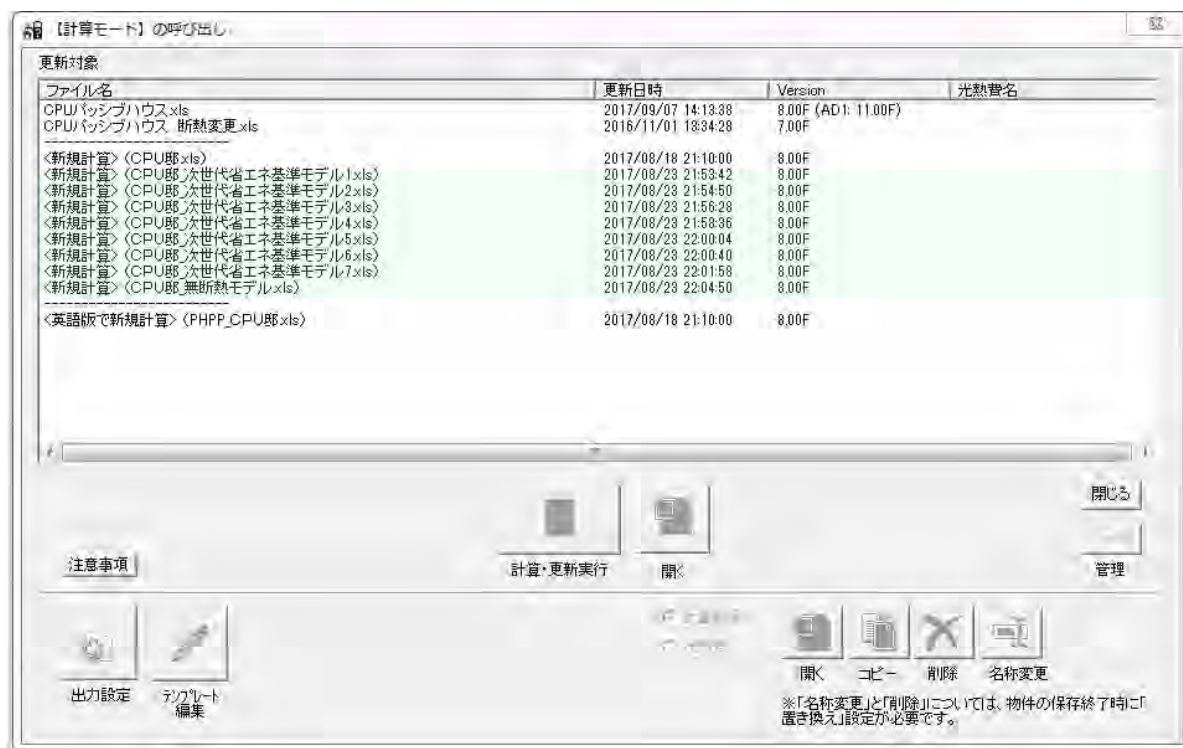 【計算モード】の呼び出し
更新対象
ファイル名 更新日時 Version 光熱費名
CPUパッシブハウス.xls 2017/09/07 14:13:38 8.00F (AD1: 11.00F)
CPUパッシブハウス 断熱変更.xls 2016/11/01 18:34:28 7.00F
------------------------------
<新規計算> (CPU邸.xls) 2017/08/18 21:10:00 8.00F
<新規計算> (CPU邸_次世代省エネ基準モデル1.xls) 2017/08/23 21:53:42 8.00F
<新規計算> (CPU邸_次世代省エネ基準モデル2.xls) 2017/08/23 21:54:50 8.00F
<新規計算> (CPU邸_次世代省エネ基準モデル3.xls) 2017/08/23 21:56:28 8.00F
<新規計算> (CPU邸_次世代省エネ基準モデル4.xls) 2017/08/23 21:58:36 8.00F
<新規計算> (CPU邸_次世代省エネ基準モデル5.xls) 2017/08/23 22:00:04 8.00F
<新規計算> (CPU邸_次世代省エネ基準モデル6.xls) 2017/08/23 22:00:40 8.00F
<新規計算> (CPU邸_次世代省エネ基準モデル7.xls) 2017/08/23 22:01:58 8.00F
<新規計算> (CPU邸_無断熱モデル.xls) 2017/08/23 22:04:50 8.00F
------------------------------
<英語版で新規計算> (PHPP_CPU邸.xls) 2017/08/18 21:10:00 8.00F
閉じる
注意事項 計算・更新実行 開く 管理
開く コピー 削除 名称変更
出力設定 テンプレート
編集
※「名称変更」と「削除」については、物件の保存終了時に「
置き換え」設定が必要です。